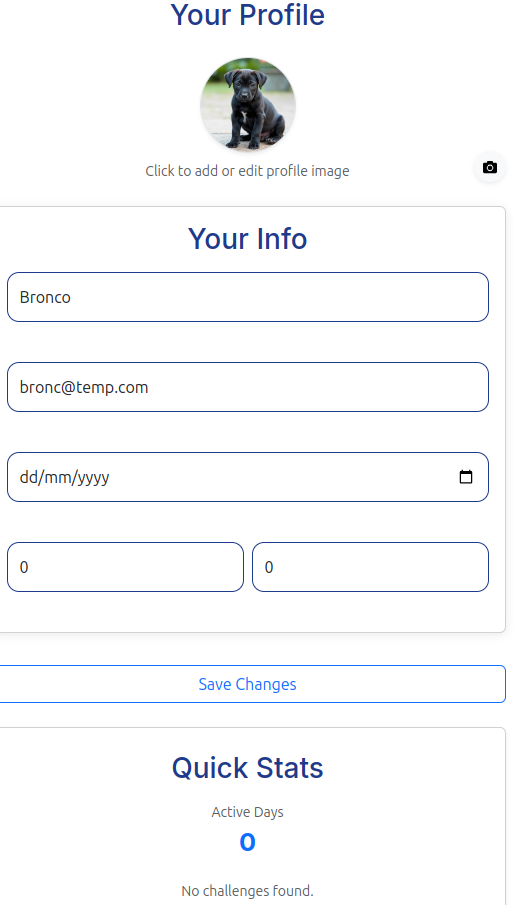 Your Profile
Click to add or edit profile image
Your Info
Bronco
bronc@temp.com
dd/mm/yyyy
0 0
Save Changes
Quick Stats
Active Days
0
No challenges found.